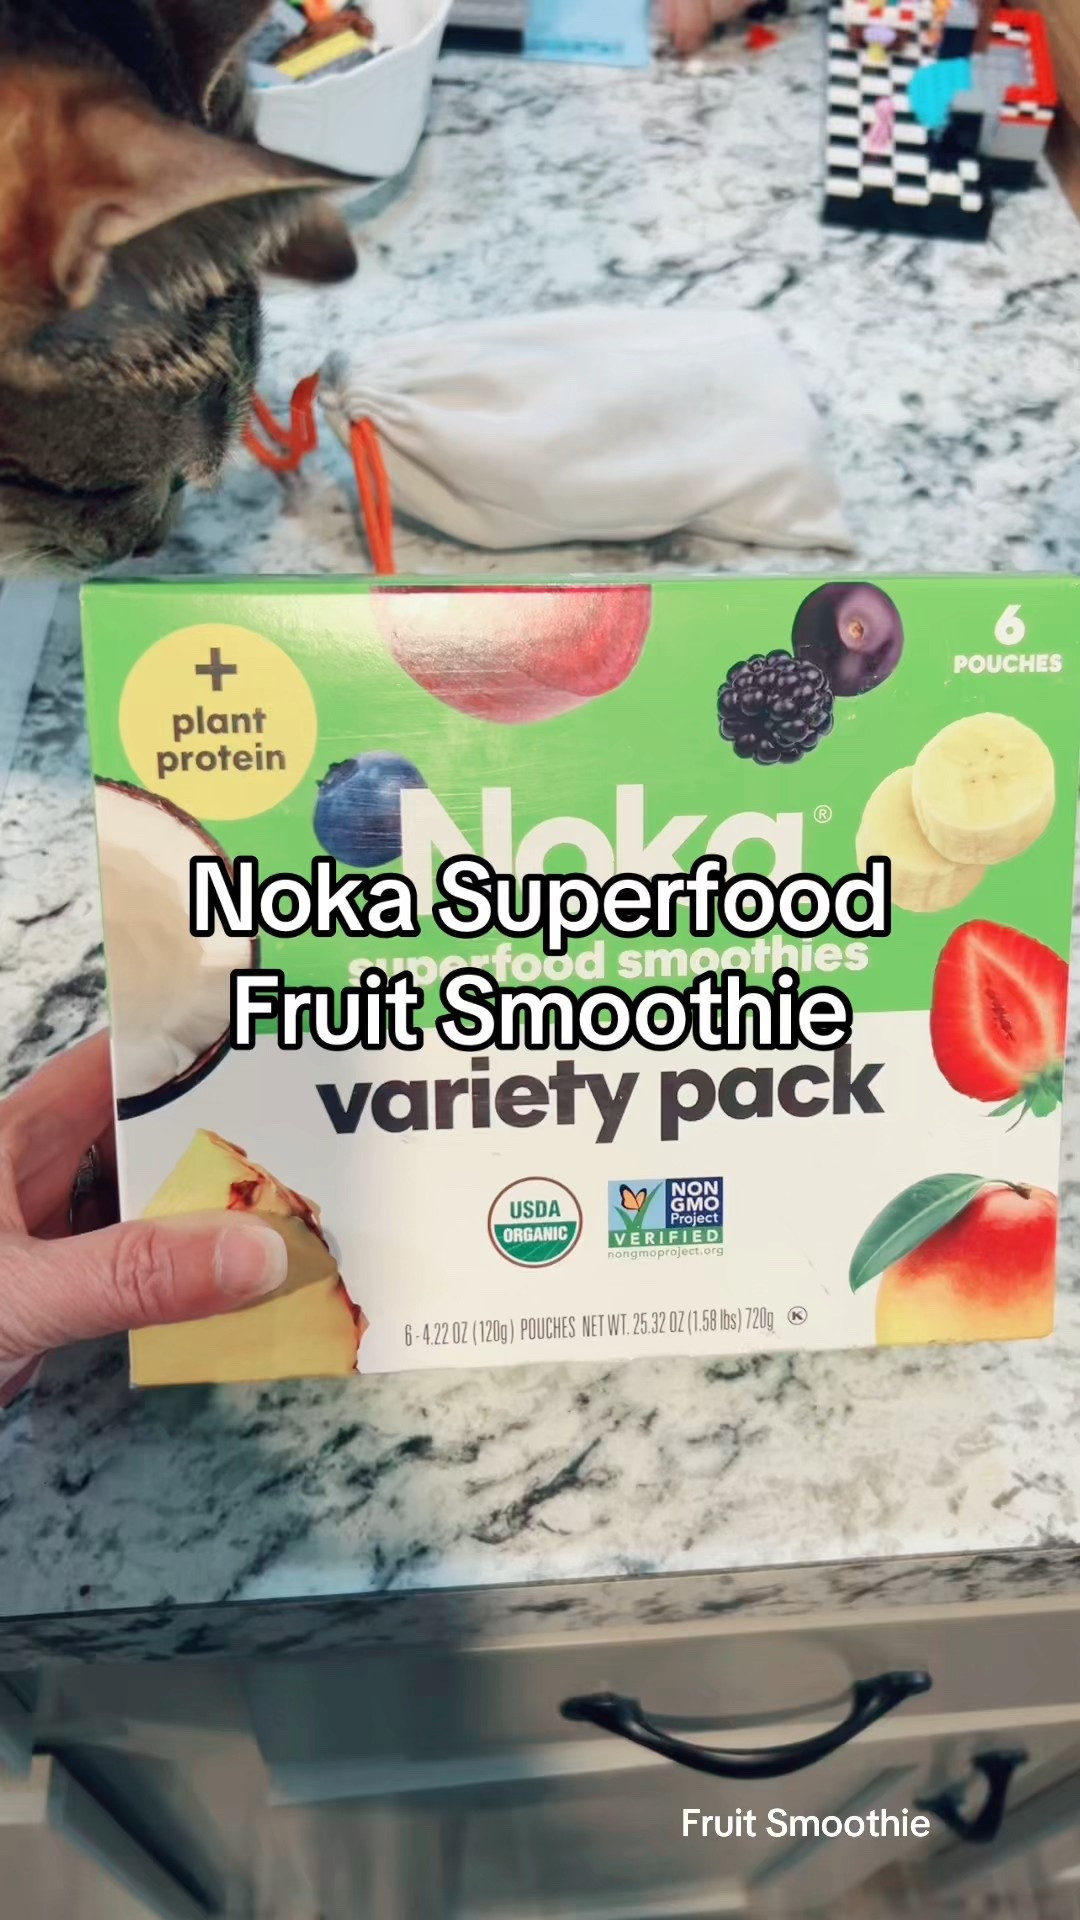 6
POUCHES
+
plant
protein
Noka®
Noka Superfood
superfood smoothies
Fruit Smoothie
variety pack
USDA
ORGANIC
NON
GMO
Project
VERIFIED
nongmoproject.org
6 - 4.22 OZ (120g) POUCHES NET WT. 25.32 OZ (1.58 lbs) 720g K
Fruit Smoothie